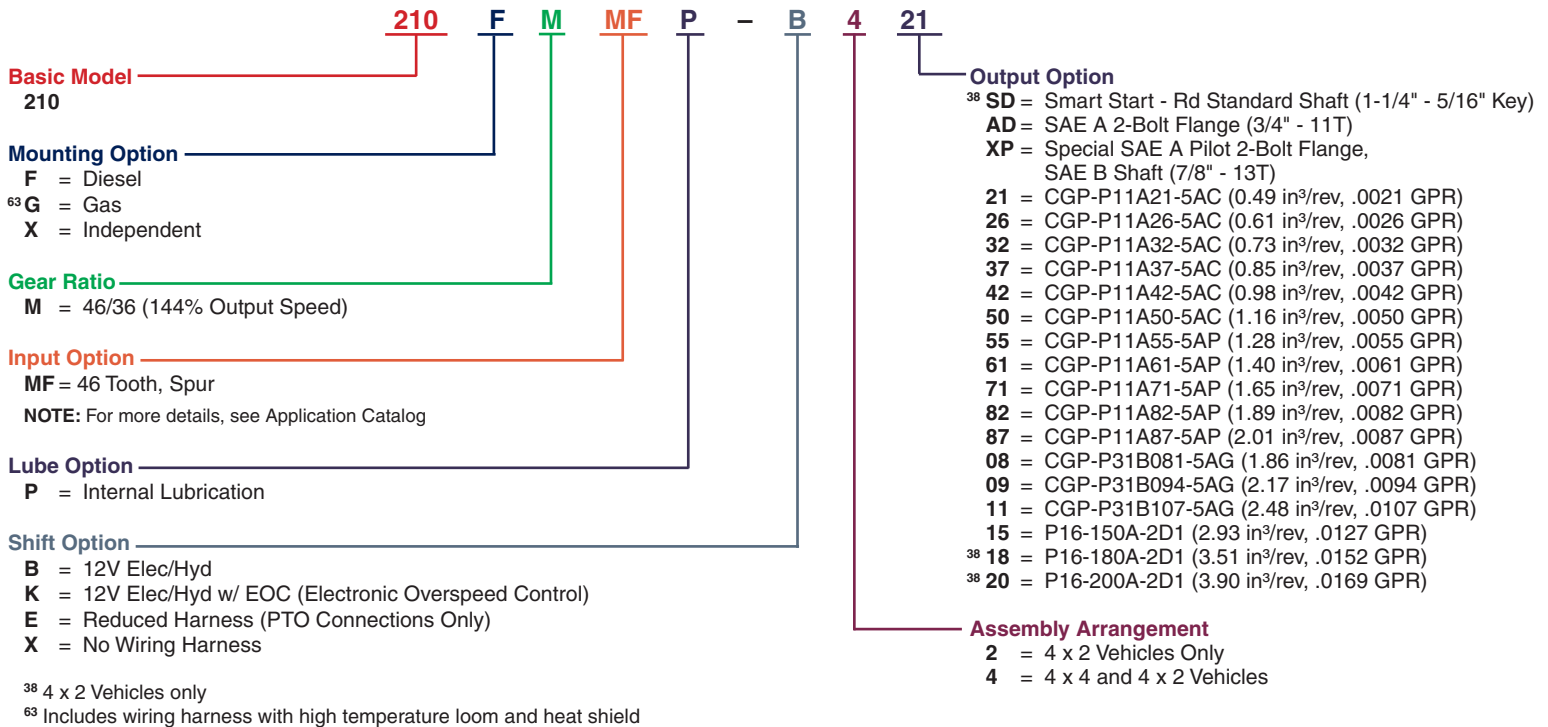 210 F M MF P – B 4 21
Basic Model
210
Mounting Option
F = Diesel
⁶³ G = Gas
X = Independent
Gear Ratio
M = 46/36 (144% Output Speed)
Input Option
MF = 46 Tooth, Spur
NOTE: For more details, see Application Catalog
Lube Option
P = Internal Lubrication
Shift Option
B = 12V Elec/Hyd
K = 12V Elec/Hyd w/ EOC (Electronic Overspeed Control)
E = Reduced Harness (PTO Connections Only)
X = No Wiring Harness
³⁸ 4 x 2 Vehicles only
⁶³ Includes wiring harness with high temperature loom and heat shield
Output Option
³⁸ SD = Smart Start - Rd Standard Shaft (1-1/4" - 5/16" Key)
AD = SAE A 2-Bolt Flange (3/4" - 11T)
XP = Special SAE A Pilot 2-Bolt Flange,
SAE B Shaft (7/8" - 13T)
21 = CGP-P11A21-5AC (0.49 in³/rev, .0021 GPR)
26 = CGP-P11A26-5AC (0.61 in³/rev, .0026 GPR)
32 = CGP-P11A32-5AC (0.73 in³/rev, .0032 GPR)
37 = CGP-P11A37-5AC (0.85 in³/rev, .0037 GPR)
42 = CGP-P11A42-5AC (0.98 in³/rev, .0042 GPR)
50 = CGP-P11A50-5AC (1.16 in³/rev, .0050 GPR)
55 = CGP-P11A55-5AP (1.28 in³/rev, .0055 GPR)
61 = CGP-P11A61-5AP (1.40 in³/rev, .0061 GPR)
71 = CGP-P11A71-5AP (1.65 in³/rev, .0071 GPR)
82 = CGP-P11A82-5AP (1.89 in³/rev, .0082 GPR)
87 = CGP-P11A87-5AP (2.01 in³/rev, .0087 GPR)
08 = CGP-P31B081-5AG (1.86 in³/rev, .0081 GPR)
09 = CGP-P31B094-5AG (2.17 in³/rev, .0094 GPR)
11 = CGP-P31B107-5AG (2.48 in³/rev, .0107 GPR)
15 = P16-150A-2D1 (2.93 in³/rev, .0127 GPR)
³⁸ 18 = P16-180A-2D1 (3.51 in³/rev, .0152 GPR)
³⁸ 20 = P16-200A-2D1 (3.90 in³/rev, .0169 GPR)
Assembly Arrangement
2 = 4 x 2 Vehicles Only
4 = 4 x 4 and 4 x 2 Vehicles